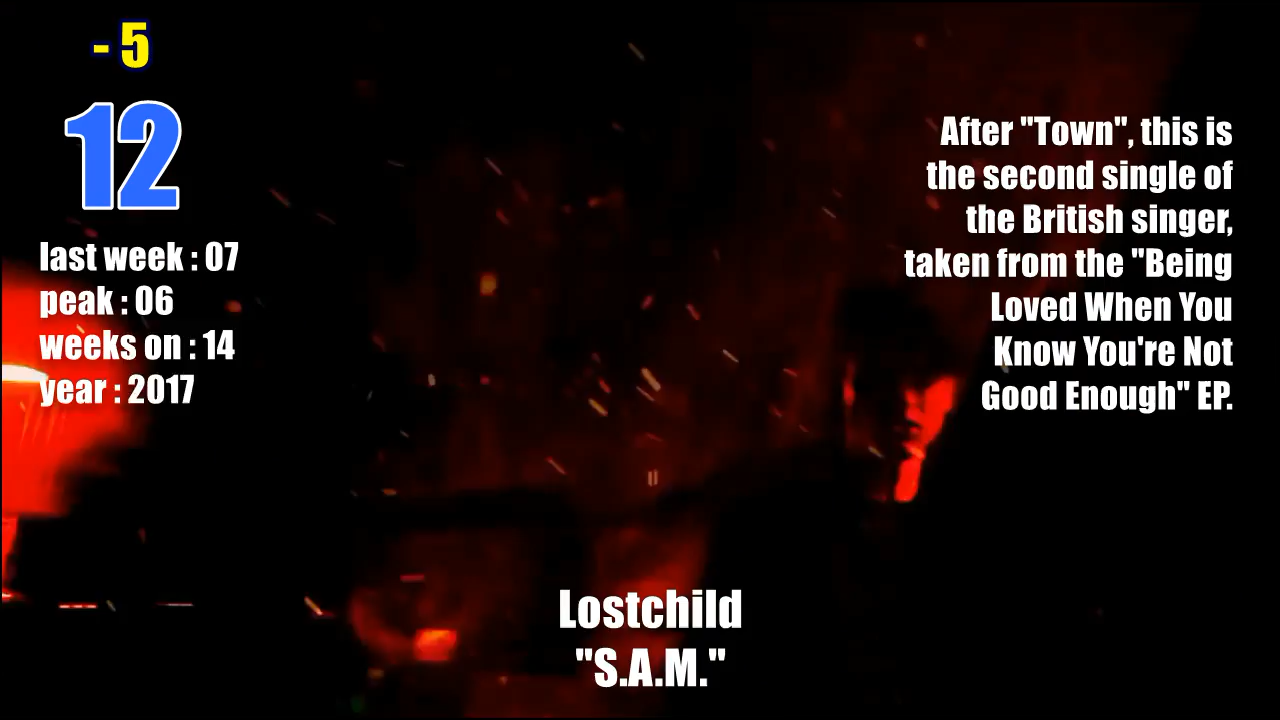 - 5
12
last week : 07
peak : 06
weeks on : 14
year : 2017
After "Town", this is
the second single of
the British singer,
taken from the "Being
Loved When You
Know You're Not
Good Enough" EP.
Lostchild
"S.A.M."